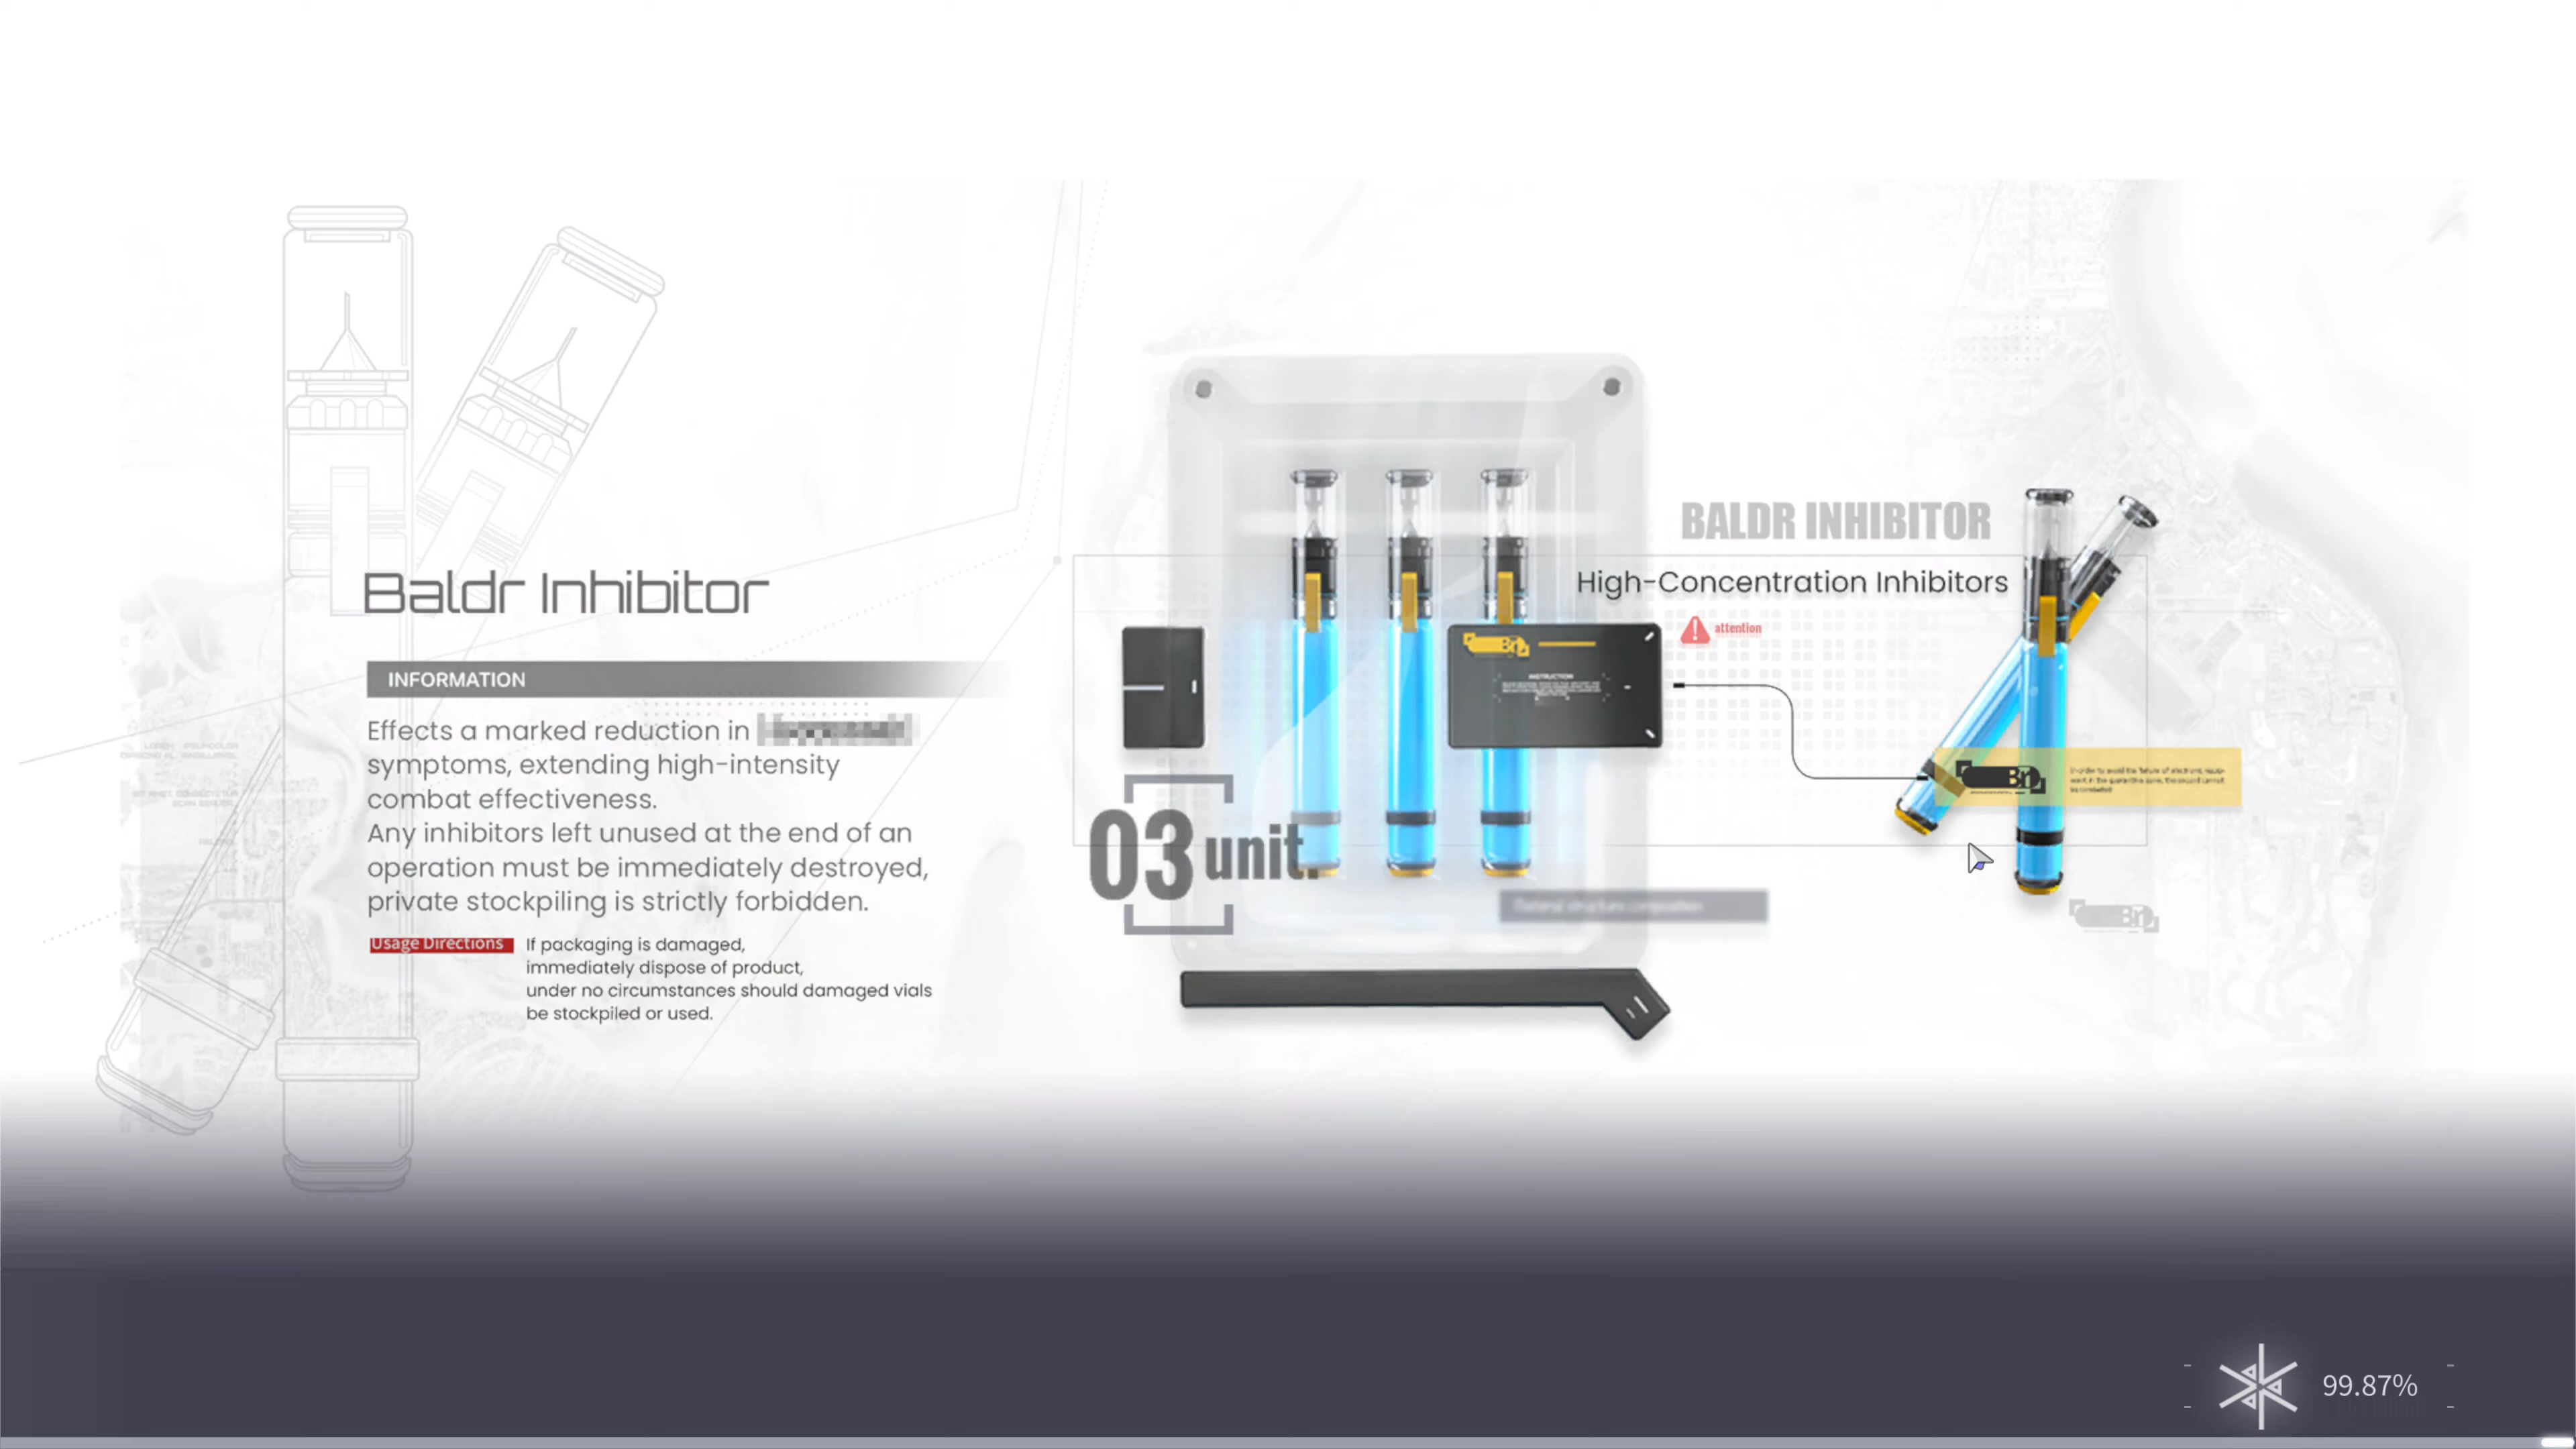 Baldr Inhibitor
INFORMATION
Effects a marked reduction in
symptoms, extending high-intensity
combat effectiveness.
Any inhibitors left unused at the end of an
operation must be immediately destroyed,
private stockpiling is strictly forbidden.
Usage Directions
If packaging is damaged,
immediately dispose of product,
under no circumstances should damaged vials
be stockpiled or used.
BALDR INHIBITOR
High-Concentration Inhibitors
attention
INSTRUCTION
03 unit.
99.87%